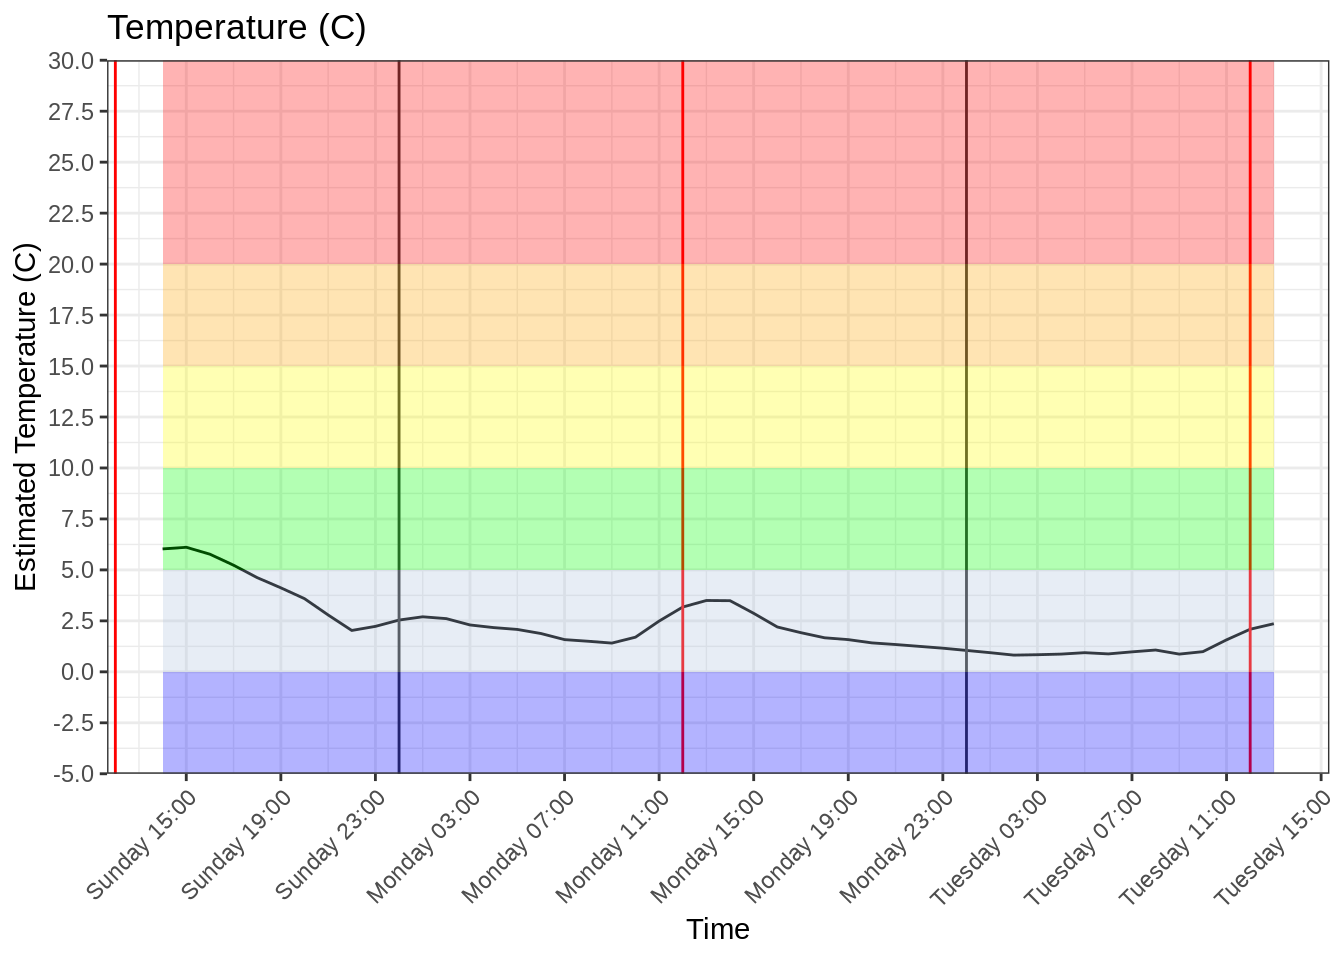 Temperature (C)
30.0
27.5
25.0
22.5
20.0
17.5
15.0
12.5
10.0
7.5
5.0
2.5
0.0
-2.5
-5.0
Estimated Temperature (C)
Sunday 15:00
Sunday 19:00
Sunday 23:00
Monday 03:00
Monday 07:00
Monday 11:00
Monday 15:00
Monday 19:00
Monday 23:00
Tuesday 03:00
Tuesday 07:00
Tuesday 11:00
Tuesday 15:00
Time